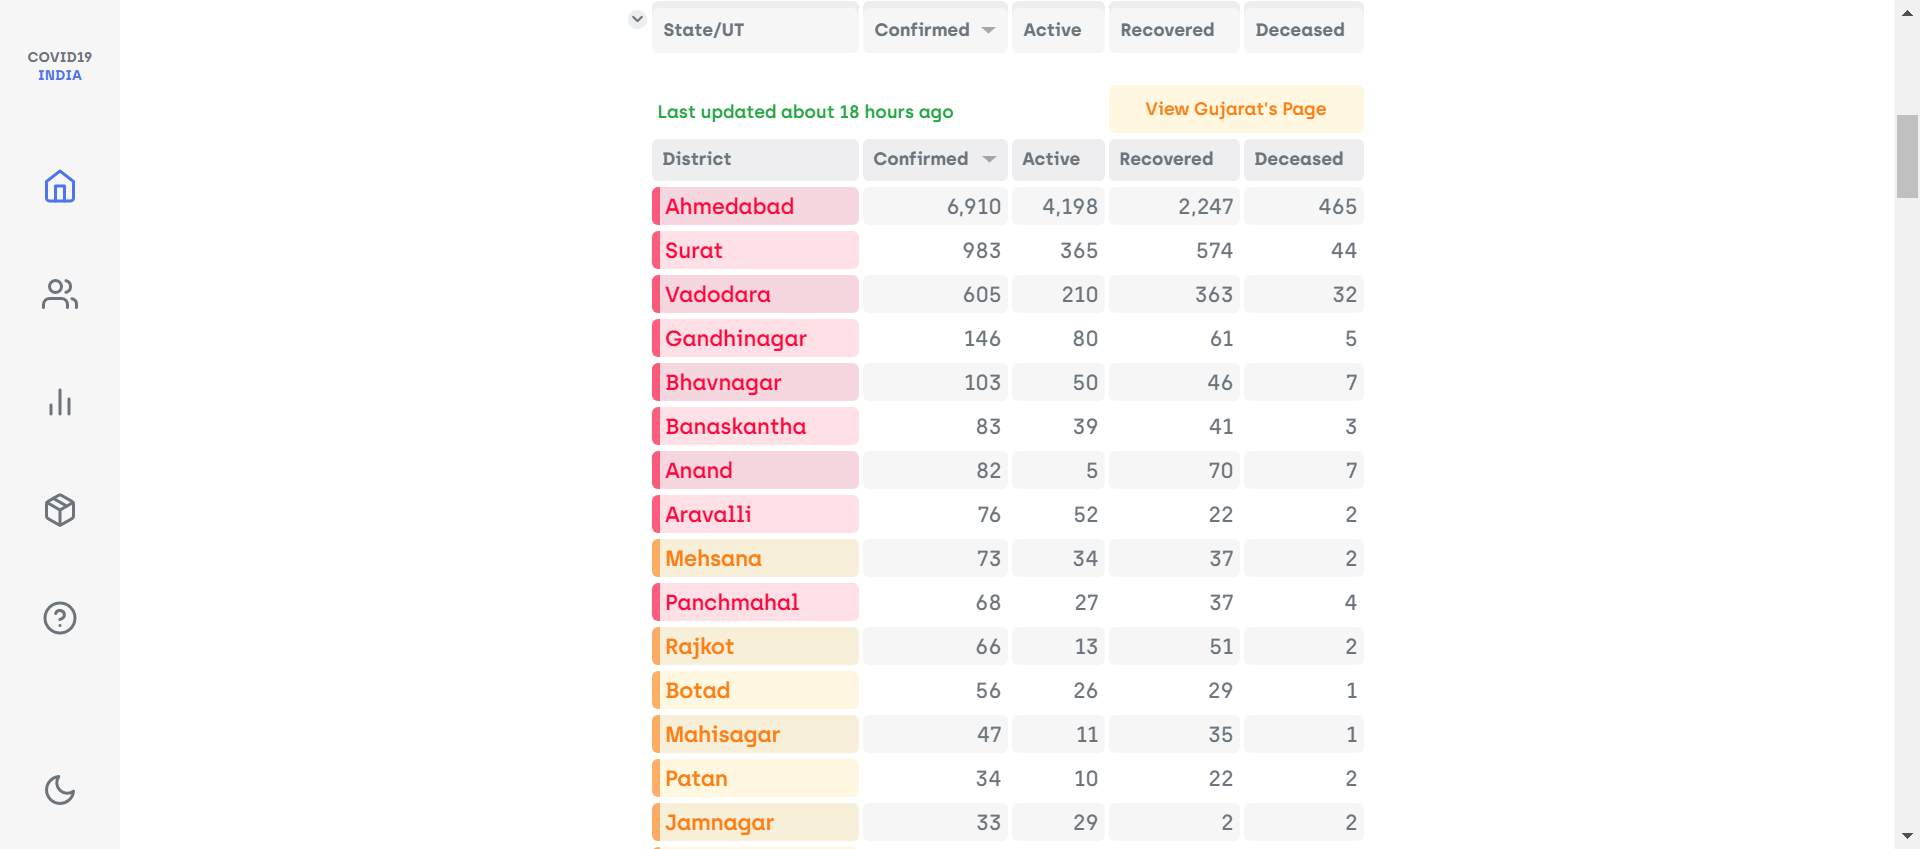 COVID19
INDIA
State/UT Confirmed Active Recovered Deceased
Last updated about 18 hours ago View Gujarat's Page
District Confirmed Active Recovered Deceased
Ahmedabad 6,910 4,198 2,247 465
Surat 983 365 574 44
Vadodara 605 210 363 32
Gandhinagar 146 80 61 5
Bhavnagar 103 50 46 7
Banaskantha 83 39 41 3
Anand 82 5 70 7
Aravalli 76 52 22 2
Mehsana 73 34 37 2
Panchmahal 68 27 37 4
Rajkot 66 13 51 2
Botad 56 26 29 1
Mahisagar 47 11 35 1
Patan 34 10 22 2
Jamnagar 33 29 2 2